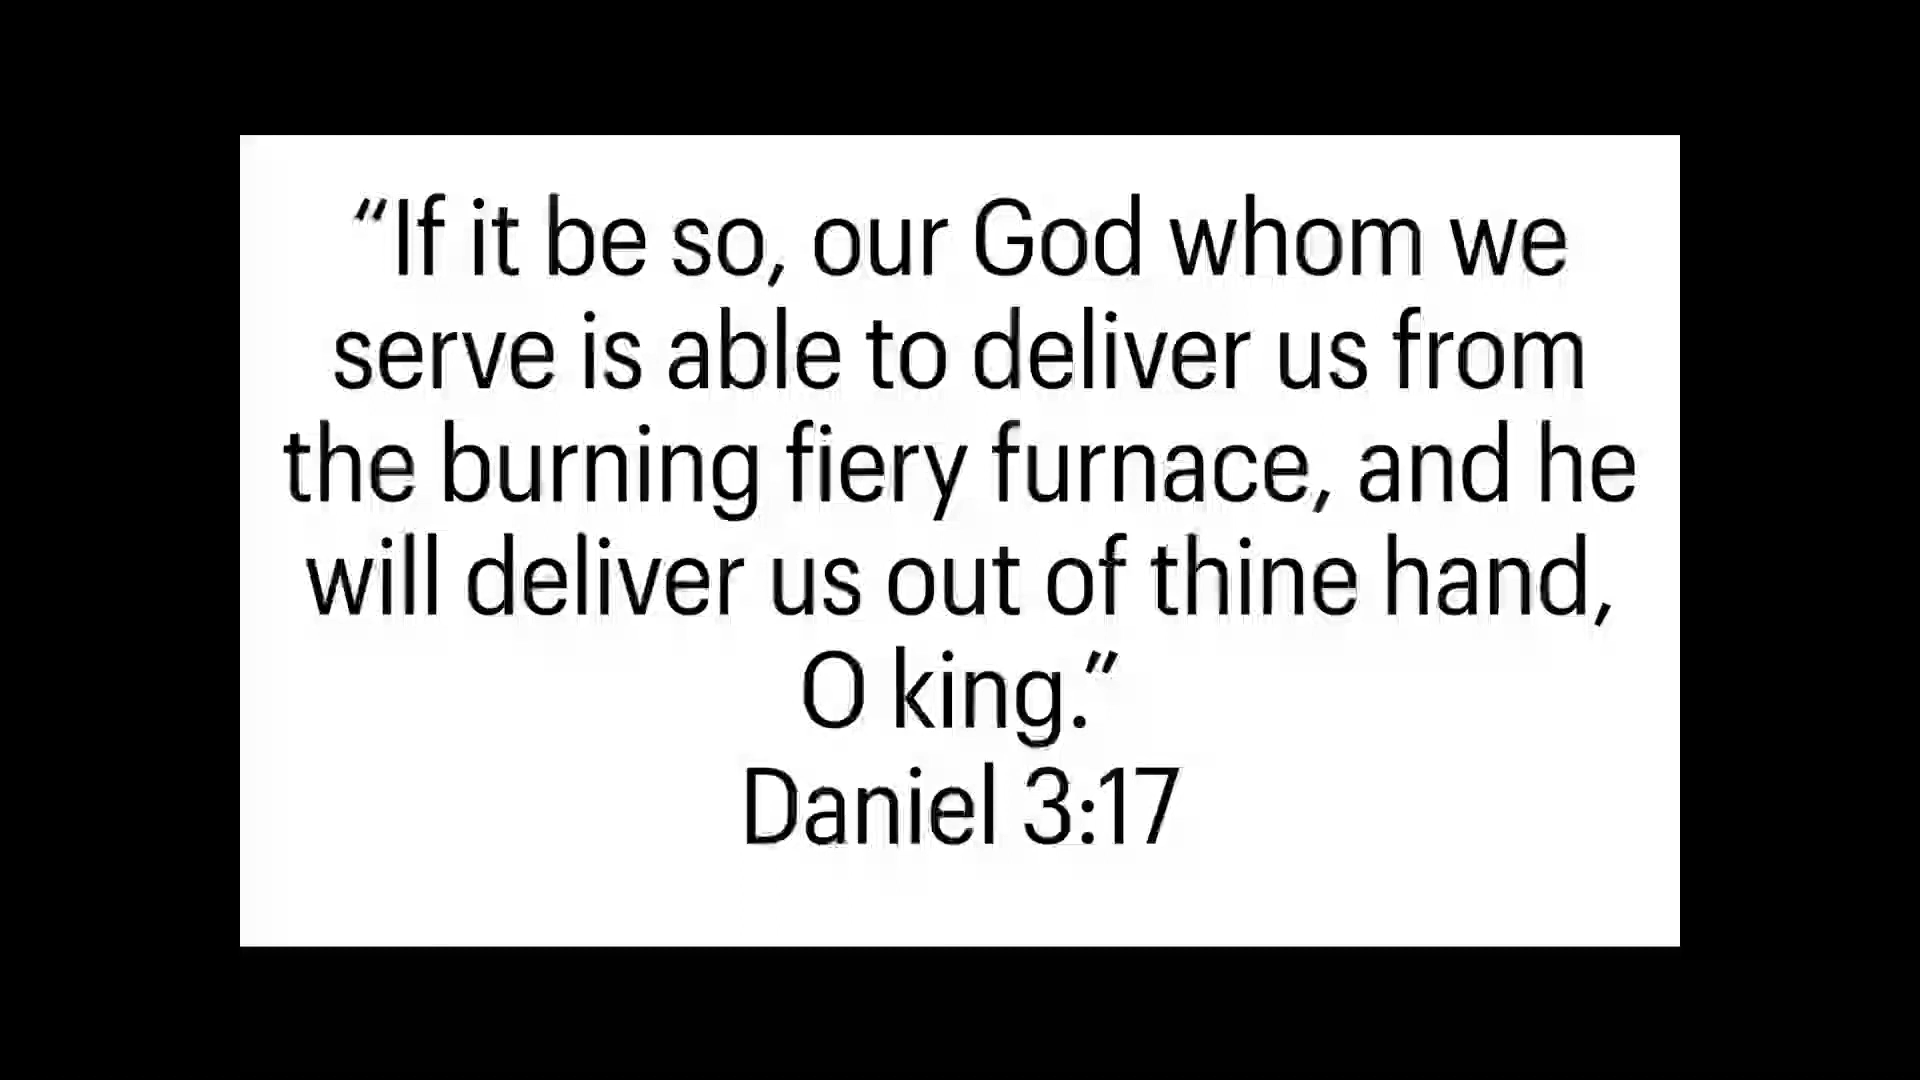 “If it be so, our God whom we
serve is able to deliver us from
the burning fiery furnace, and he
will deliver us out of thine hand,
O king.”
Daniel 3:17